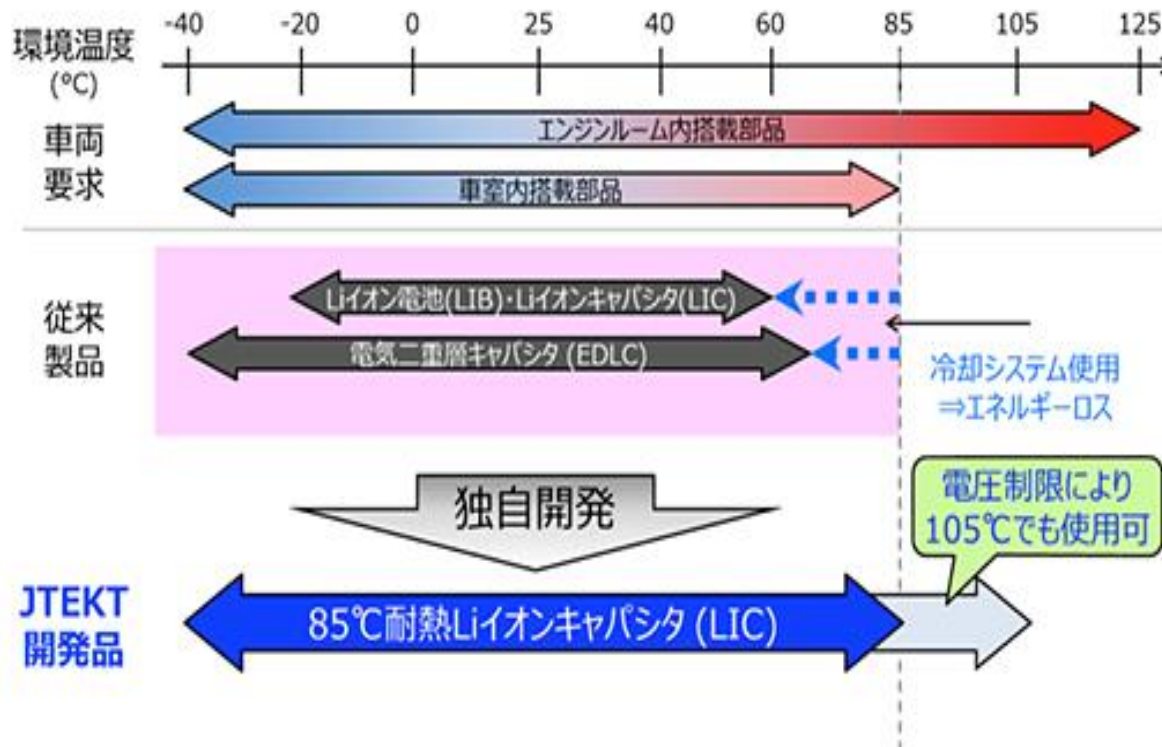 -40 -20 0 25 40 60 85 105 125
環境温度
(°C)
車両
要求
エンジンルーム内搭載部品
車室内搭載部品
従来
製品
Liイオン電池(LIB)・Liイオンキャパシタ(LIC)
電気二重層キャパシタ (EDLC)
冷却システム使用
⇒エネルギーロス
独自開発
電圧制限により
105℃でも使用可
JTEKT
開発品
85℃耐熱Liイオンキャパシタ (LIC)